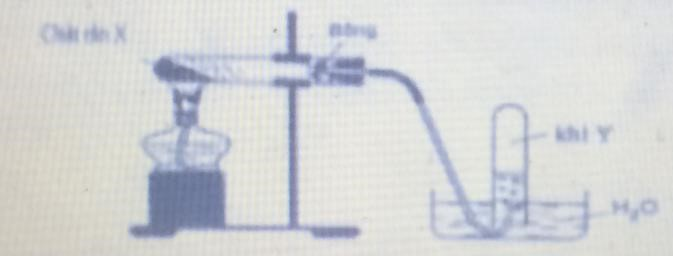 Chất rắn X
Bông
khí Y
H₂O